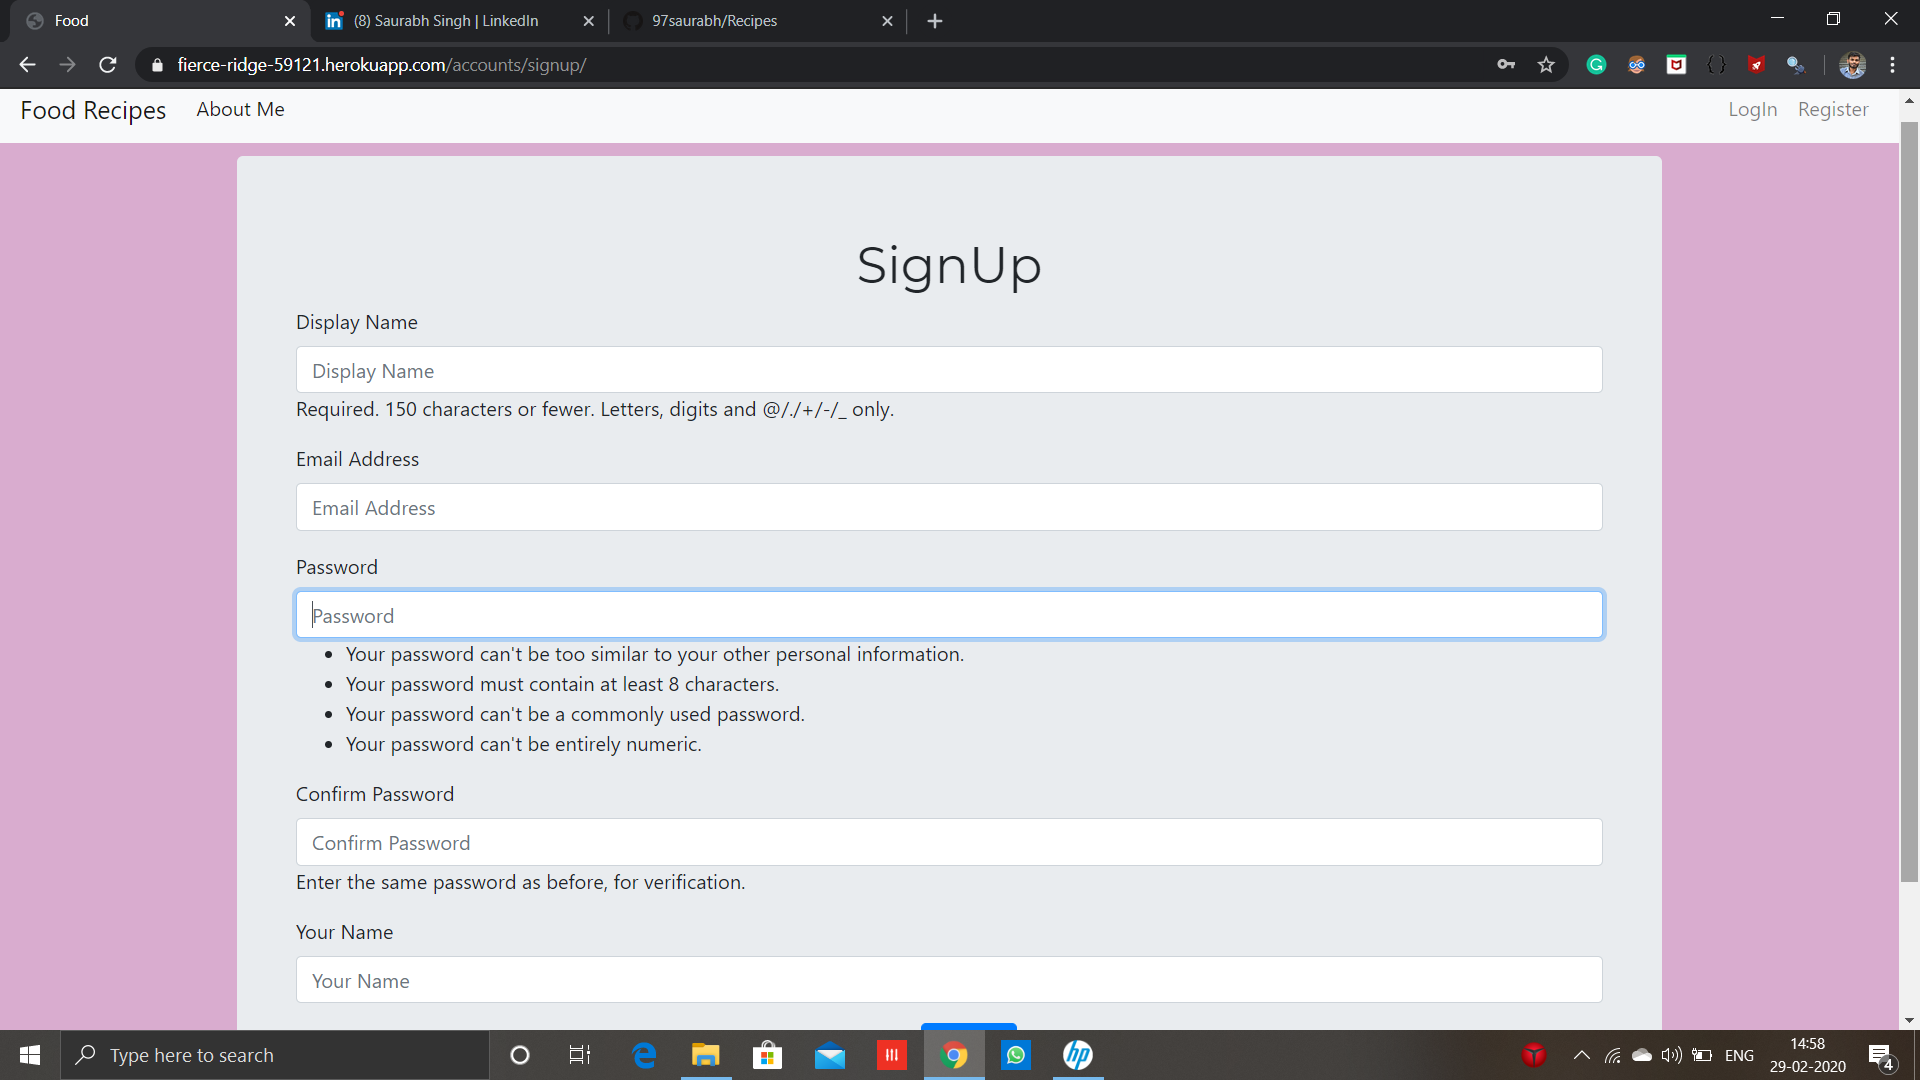 Food
(8) Saurabh Singh | LinkedIn
97saurabh/Recipes
fierce-ridge-59121.herokuapp.com/accounts/signup/
Food Recipes About Me LogIn Register
SignUp
Display Name
Display Name
Required. 150 characters or fewer. Letters, digits and @/./+/-/_ only.
Email Address
Email Address
Password
Password
Your password can't be too similar to your other personal information.
Your password must contain at least 8 characters.
Your password can't be a commonly used password.
Your password can't be entirely numeric.
Confirm Password
Confirm Password
Enter the same password as before, for verification.
Your Name
Your Name
Type here to search
ENG
14:58
29-02-2020
4